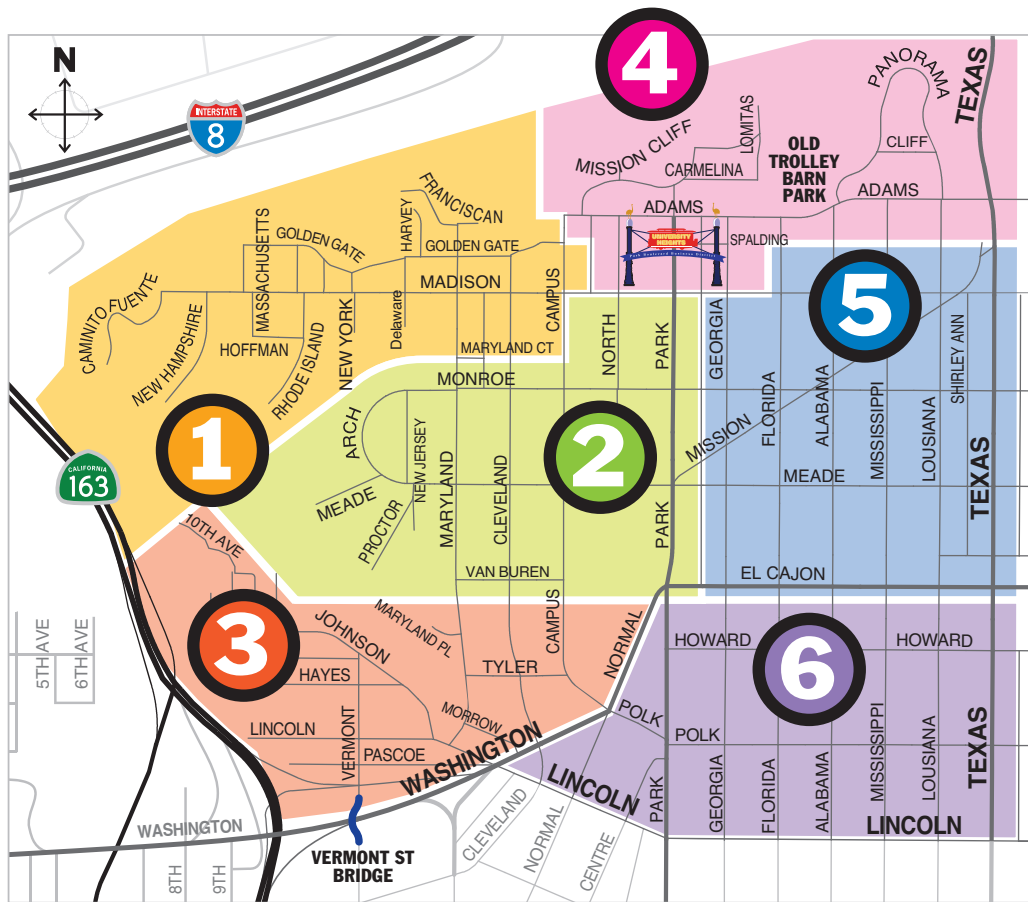 N
INTERSTATE
8
4
PANORAMA
TEXAS
LOMITAS
MISSION CLIFF
CARMELINA
OLD
TROLLEY
BARN
PARK
CLIFF
ADAMS
ADAMS
UNIVERSITY
HEIGHTS
Park Boulevard Business District
SPALDING
FRANCISCAN
HARVEY
MASSACHUSETTS
GOLDEN GATE
GOLDEN GATE
MADISON
CAMPUS
CAMINITO FUENTE
NEW HAMPSHIRE
HOFFMAN
RHODE ISLAND
NEW YORK
Delaware
MARYLAND CT
MONROE
NORTH
PARK
GEORGIA
5
FLORIDA
ALABAMA
MISSISSIPPI
LOUSIANA
SHIRLEY ANN
TEXAS
1
2
MISSION
ARCH
MEADE
NEW JERSEY
PROCTOR
MARYLAND
CLEVELAND
MEADE
PARK
CALIFORNIA
163
10TH AVE
VAN BUREN
EL CAJON
CAMPUS
3
JOHNSON
MARYLAND PL
TYLER
NORMAL
HOWARD
HOWARD
6
5TH AVE
6TH AVE
HAYES
LINCOLN
VERMONT
PASCOE
MORROW
WASHINGTON
POLK
POLK
LINCOLN
PARK
GEORGIA
FLORIDA
ALABAMA
MISSISSIPPI
LOUSIANA
TEXAS
LINCOLN
WASHINGTON
VERMONT ST
BRIDGE
8TH
9TH
CLEVELAND
NORMAL
CENTRE